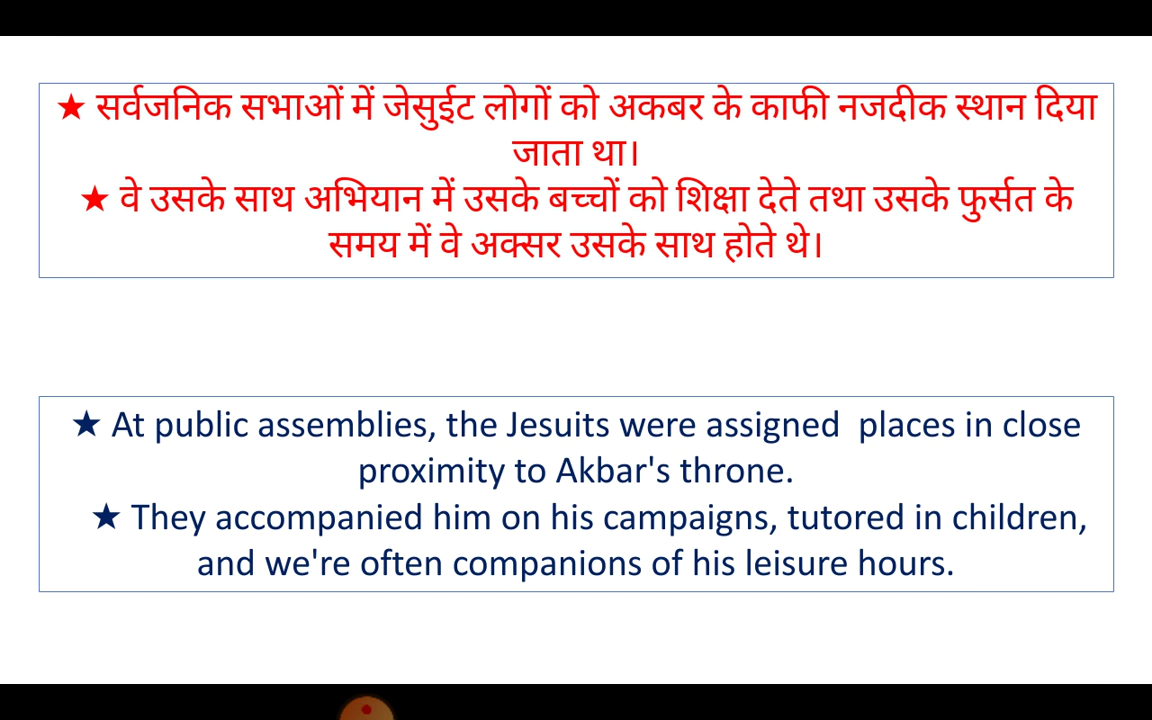 ★ सर्वजनिक सभाओं में जेसुईट लोगों को अकबर के काफी नजदीक स्थान दिया
जाता था।
★ वे उसके साथ अभियान में उसके बच्चों को शिक्षा देते तथा उसके फुर्सत के
समय में वे अक्सर उसके साथ होते थे।
★ At public assemblies, the Jesuits were assigned  places in close
proximity to Akbar's throne.
★ They accompanied him on his campaigns, tutored in children,
and we're often companions of his leisure hours.